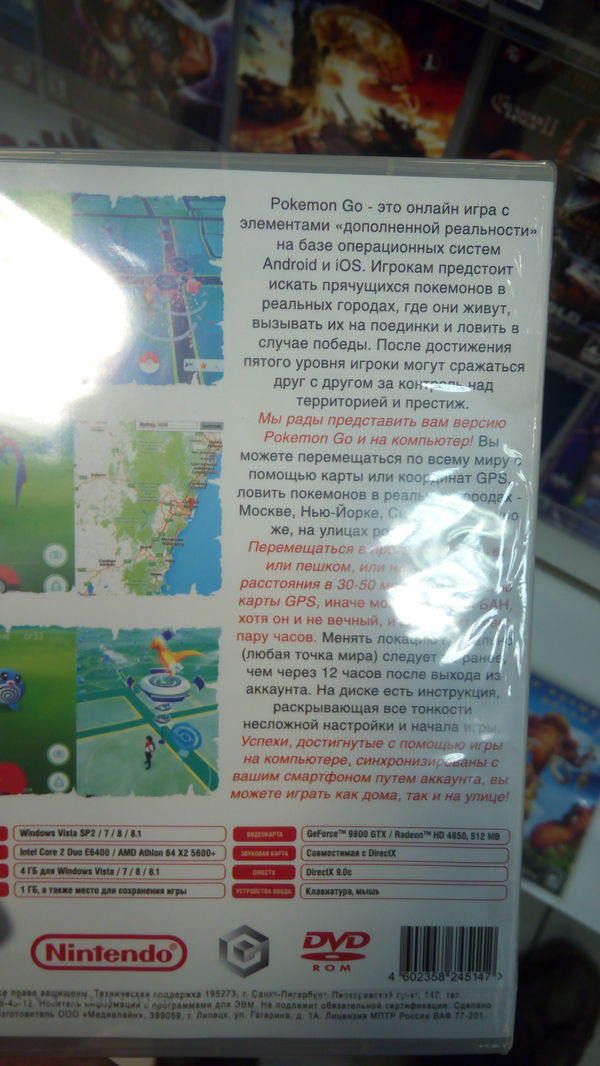 Pokemon Go - это онлайн игра с
элементами «дополненной реальности»
на базе операционных систем
Android и iOS. Игрокам предстоит
искать прячущихся покемонов в
реальных городах, где они живут,
вызывать их на поединки и ловить в
случае победы. После достижения
пятого уровня игроки могут сражаться
друг с другом за контроль над
территорией и престиж.
Мы рады представить вам версию
Pokemon Go и на компьютер! Вы
можете перемещаться по всему миру с
помощью карты или координат GPS,
ловить покемонов в реальных городах -
Москве, Нью-Йорке,
же, на улицах
Перемещаться в
или пешком, или
расстояния в 30-50
карты GPS, иначе БАН,
хотя он и не вечный, и
пару часов. Менять локацию
(любая точка мира) следует
чем через 12 часов после выхода из
аккаунта. На диске есть инструкция,
раскрывающая все тонкости
несложной настройки и начала игры.
Успехи, достигнутые с помощью игры
на компьютере, синхронизированы с
вашим смартфоном путем аккаунта, вы
можете играть как дома, так и на улице!
Windows Vista SP2 / 7 / 8 / 8.1 ВИДЕОКАРТА GeForce™ 9800 GTX / Radeon™ HD 4850, 512 MB
Intel Core 2 Duo E6400 / AMD Athlon 64 X2 5600+ ЗВУКОВАЯ КАРТА Совместимая с DirectX
4 ГБ для Windows Vista / 7 / 8 / 8.1 DIRECTX DirectX 9.0c
1 ГБ, а также место для сохранения игры УСТРОЙСТВА ВВОДА Клавиатура, мышь
Nintendo DVD ROM
4 602358 245147
права защищены. Техническая поддержка 195273, г. Санкт-Петербург, Пискаревский
Носитель информации с программами для ЭВМ. Не подлежит обязательной сертификации. Сделано
ООО «Медиалайн», 399059, г. Липецк, ул. Гагарина, д. 1А. Лицензия МПТР России ВАФ 77-201